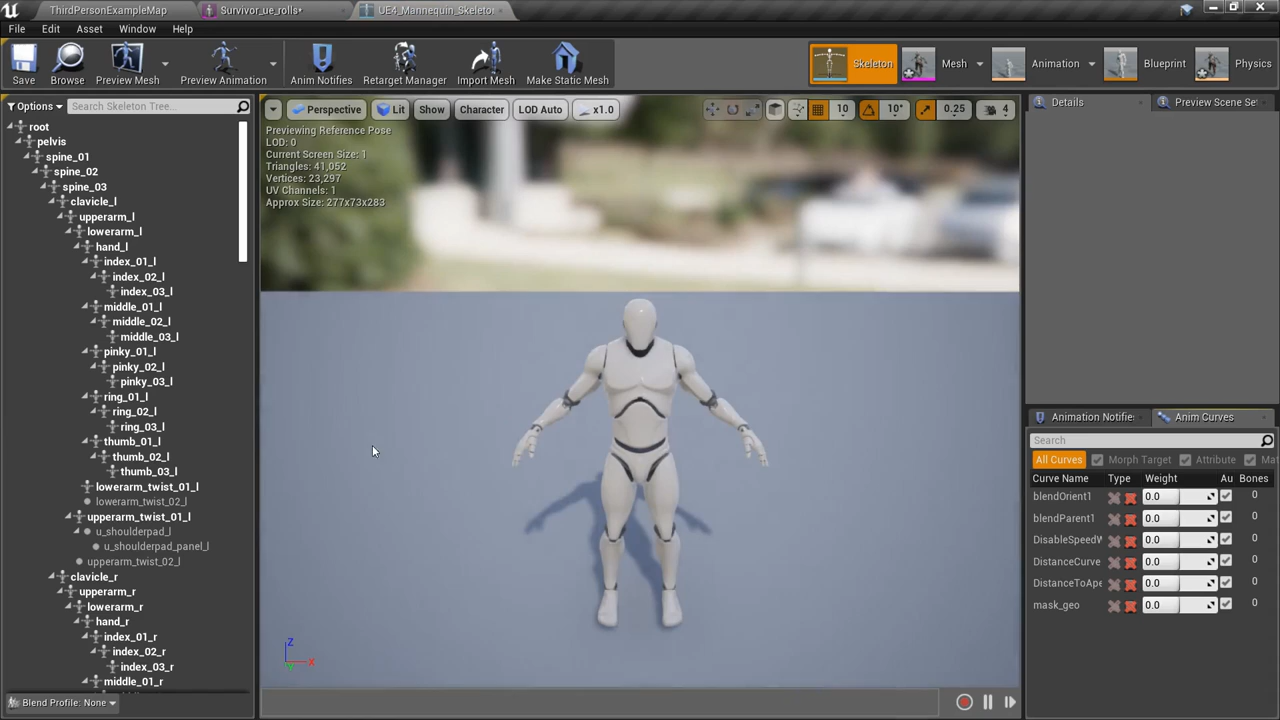 ThirdPersonExampleMap
Survivor_ue_rolls*
UE4_Mannequin_Skeleto
File Edit Asset Window Help
Save
Browse
Preview Mesh
Preview Animation
Anim Notifies
Retarget Manager
Import Mesh
Make Static Mesh
Skeleton
Mesh
Animation
Blueprint
Physics
Options
Search Skeleton Tree...
root
pelvis
spine_01
spine_02
spine_03
clavicle_l
upperarm_l
lowerarm_l
hand_l
index_01_l
index_02_l
index_03_l
middle_01_l
middle_02_l
middle_03_l
pinky_01_l
pinky_02_l
pinky_03_l
ring_01_l
ring_02_l
ring_03_l
thumb_01_l
thumb_02_l
thumb_03_l
lowerarm_twist_01_l
lowerarm_twist_02_l
upperarm_twist_01_l
u_shoulderpad_l
u_shoulderpad_panel_l
upperarm_twist_02_l
clavicle_r
upperarm_r
lowerarm_r
hand_r
index_01_r
index_02_r
index_03_r
middle_01_r
Blend Profile: None
Perspective Lit Show Character LOD Auto x1.0
10 10° 0.25 4
Previewing Reference Pose
LOD: 0
Current Screen Size: 1
Triangles: 41,052
Vertices: 23,297
UV Channels: 1
Approx Size: 277x73x283
Z
X
Y
Details
Preview Scene Se
Animation Notifie
Anim Curves
Search
All Curves Morph Target Attribute Mat
Curve Name Type Weight Au Bones
blendOrient1 0.0 0
blendParent1 0.0 0
DisableSpeedW 0.0 0
DistanceCurve 0.0 0
DistanceToApe 0.0 0
mask_geo 0.0 0